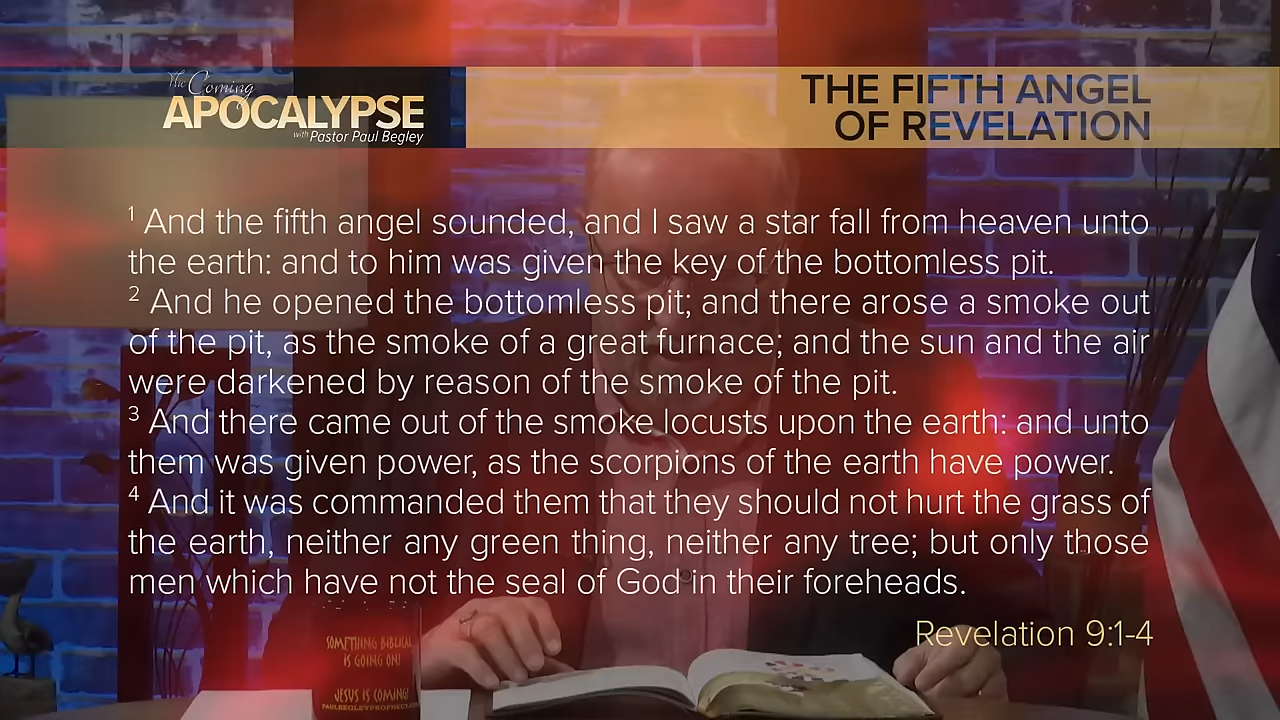 The Coming
APOCALYPSE
with Pastor Paul Begley
THE FIFTH ANGEL
OF REVELATION
1 And the fifth angel sounded, and I saw a star fall from heaven unto
the earth: and to him was given the key of the bottomless pit.
2 And he opened the bottomless pit; and there arose a smoke out
of the pit, as the smoke of a great furnace; and the sun and the air
were darkened by reason of the smoke of the pit.
3 And there came out of the smoke locusts upon the earth: and unto
them was given power, as the scorpions of the earth have power.
4 And it was commanded them that they should not hurt the grass of
the earth, neither any green thing, neither any tree; but only those
men which have not the seal of God in their foreheads.
Revelation 9:1-4
SOMETHING BIBLICAL
IS GOING ON!
JESUS IS COMING!